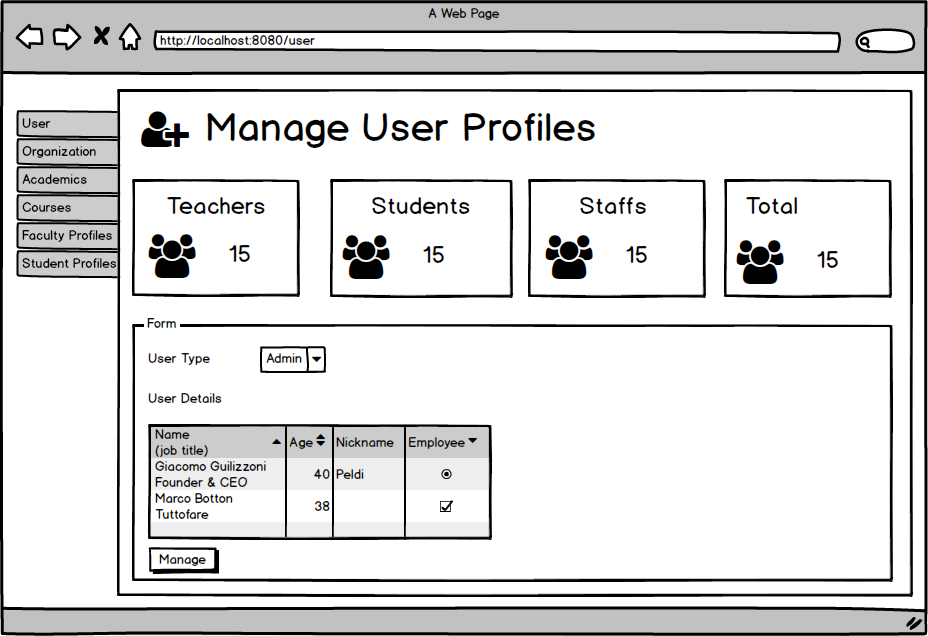 A Web Page
http://localhost:8080/user
User
Organization
Academics
Courses
Faculty Profiles
Student Profiles
Manage User Profiles
Teachers
15
Students
15
Staffs
15
Total
15
Form
User Type
Admin
User Details
Name
(job title)
Age
Nickname
Employee
Giacomo Guilizzoni
Founder & CEO
40
Peldi
Marco Botton
Tuttofare
38
Manage